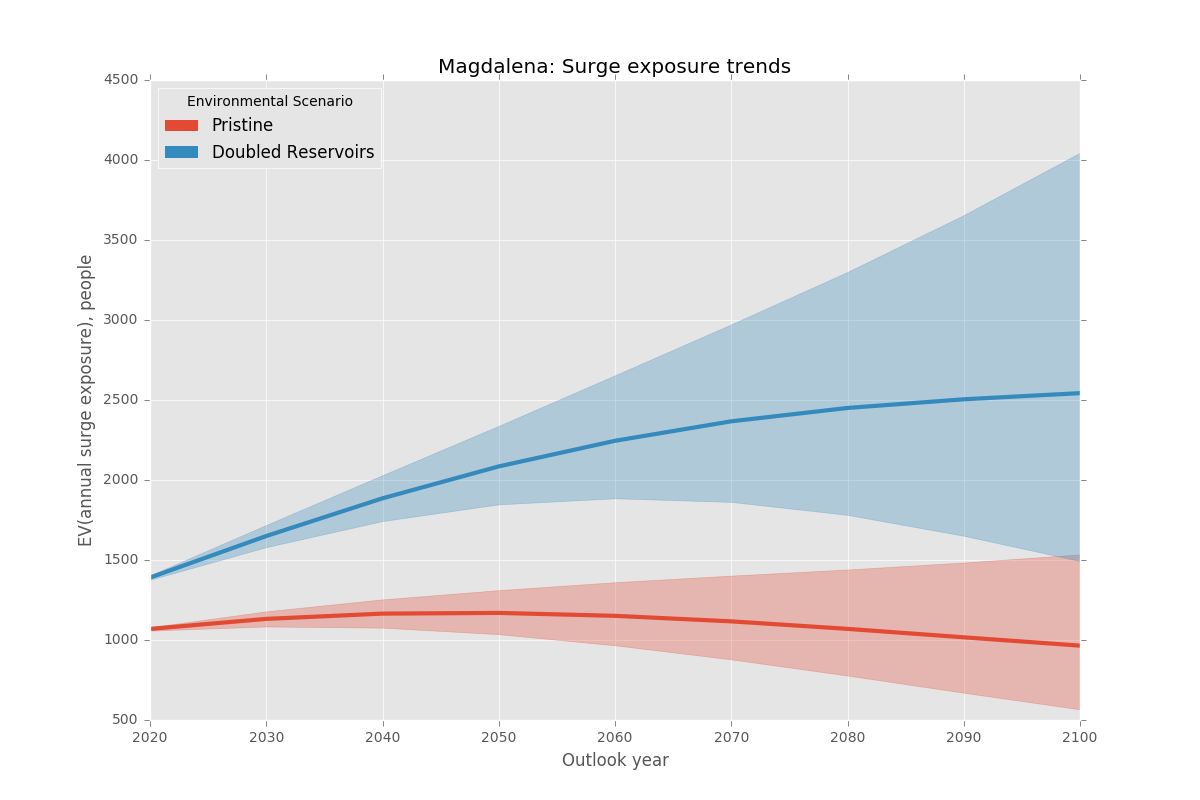 Magdalena: Surge exposure trends
Environmental Scenario
Pristine
Doubled Reservoirs
EV(annual surge exposure), people
4500
4000
3500
3000
2500
2000
1500
1000
500
2020 2030 2040 2050 2060 2070 2080 2090 2100
Outlook year